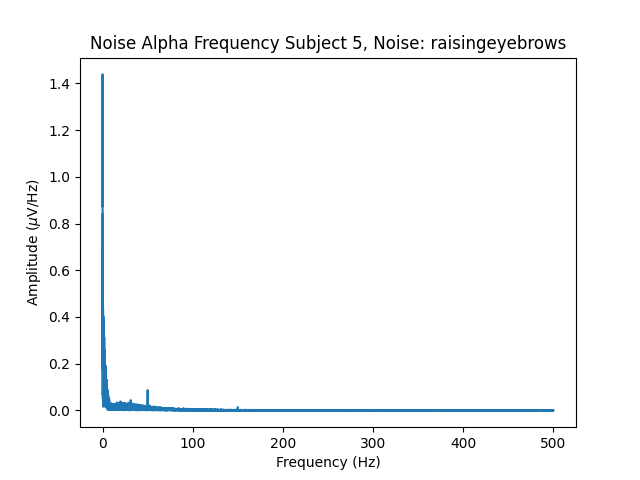 Noise Alpha Frequency Subject 5, Noise: raisingeyebrows
1.4
1.2
1.0
0.8
0.6
0.4
0.2
0.0
Amplitude (μV/Hz)
0 100 200 300 400 500
Frequency (Hz)